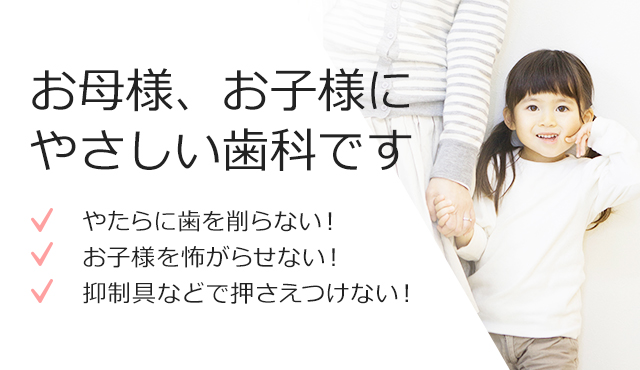 お母様、お子様に
やさしい歯科です
やたらに歯を削らない！
お子様を怖がらせない！
抑制具などで押さえつけない！